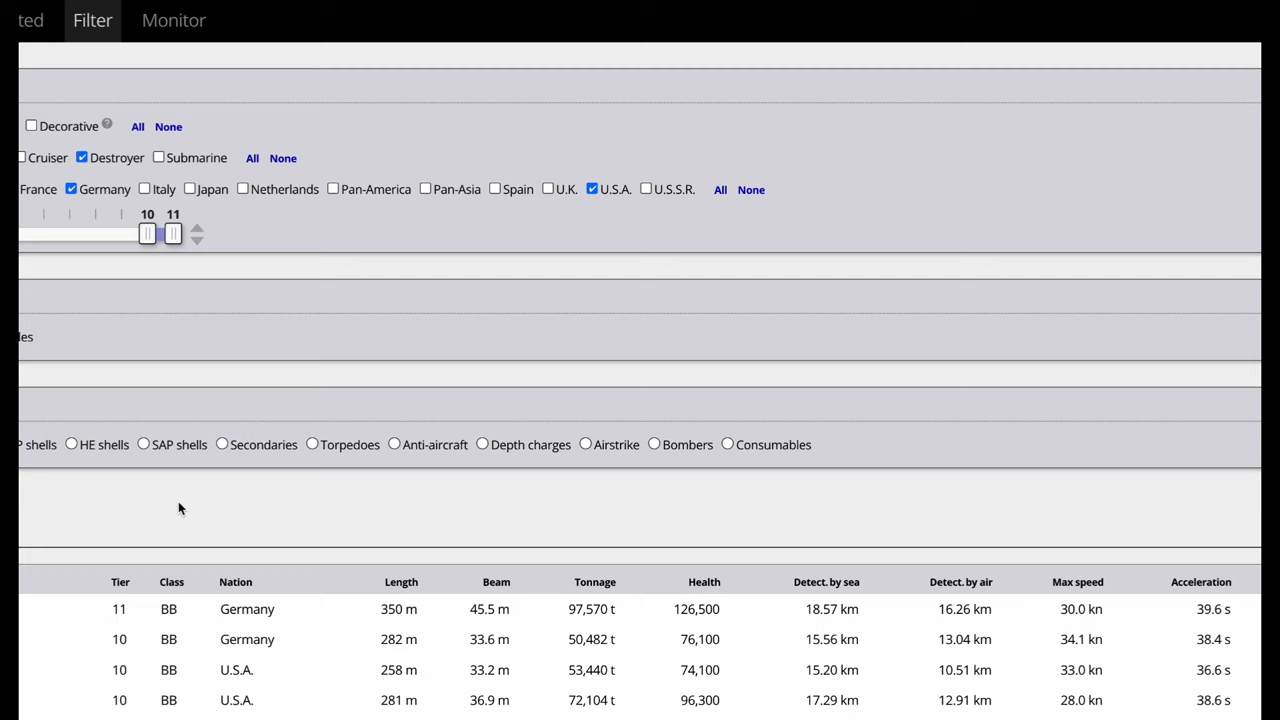 ted Filter Monitor
Decorative ? All None
Cruiser Destroyer Submarine All None
France Germany Italy Japan Netherlands Pan-America Pan-Asia Spain U.K. U.S.A. U.S.S.R. All None
10 11
les
P shells HE shells SAP shells Secondaries Torpedoes Anti-aircraft Depth charges Airstrike Bombers Consumables
Tier Class Nation Length Beam Tonnage Health Detect. by sea Detect. by air Max speed Acceleration
11 BB Germany 350 m 45.5 m 97,570 t 126,500 18.57 km 16.26 km 30.0 kn 39.6 s
10 BB Germany 282 m 33.6 m 50,482 t 76,100 15.56 km 13.04 km 34.1 kn 38.4 s
10 BB U.S.A. 258 m 33.2 m 53,440 t 74,100 15.20 km 10.51 km 33.0 kn 36.6 s
10 BB U.S.A. 281 m 36.9 m 72,104 t 96,300 17.29 km 12.91 km 28.0 kn 38.6 s